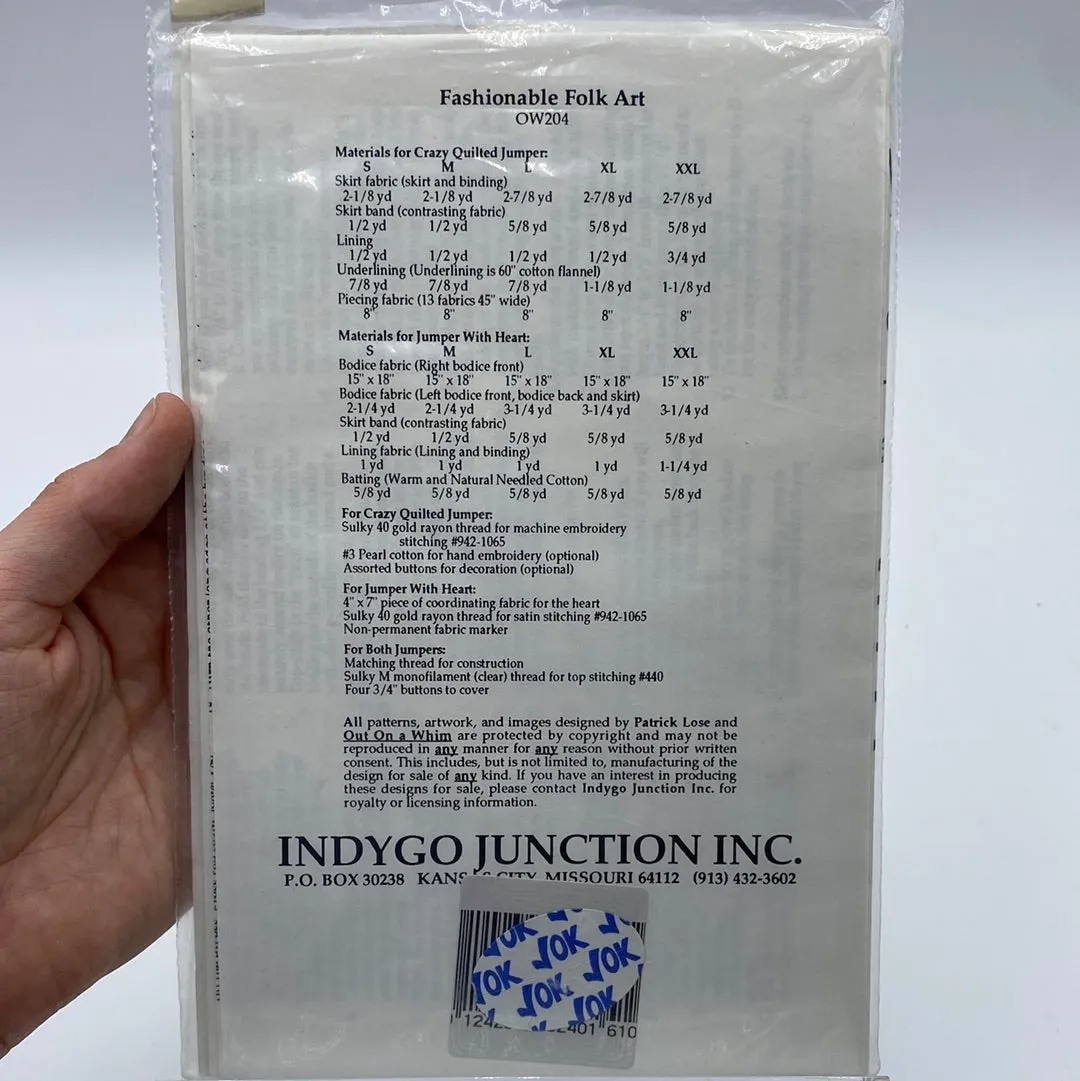 Fashionable Folk Art
OW204
Materials for Crazy Quilted Jumper:
S M L XL XXL
Skirt fabric (skirt and binding)
2-1/8 yd 2-1/8 yd 2-7/8 yd 2-7/8 yd 2-7/8 yd
Skirt band (contrasting fabric)
1/2 yd 1/2 yd 5/8 yd 5/8 yd 5/8 yd
Lining
1/2 yd 1/2 yd 1/2 yd 1/2 yd 3/4 yd
Underlining (Underlining is 60" cotton flannel)
7/8 yd 7/8 yd 7/8 yd 1-1/8 yd 1-1/8 yd
Piecing fabric (13 fabrics 45" wide)
8" 8" 8" 8" 8"
Materials for Jumper With Heart:
S M L XL XXL
Bodice fabric (Right bodice front)
15" x 18" 15" x 18" 15" x 18" 15" x 18" 15" x 18"
Bodice fabric (Left bodice front, bodice back and skirt)
2-1/4 yd 2-1/4 yd 3-1/4 yd 3-1/4 yd 3-1/4 yd
Skirt band (contrasting fabric)
1/2 yd 1/2 yd 5/8 yd 5/8 yd 5/8 yd
Lining fabric (Lining and binding)
1 yd 1 yd 1 yd 1 yd 1-1/4 yd
Batting (Warm and Natural Needled Cotton)
5/8 yd 5/8 yd 5/8 yd 5/8 yd 5/8 yd
For Crazy Quilted Jumper:
Sulky 40 gold rayon thread for machine embroidery
stitching #942-1065
#3 Pearl cotton for hand embroidery (optional)
Assorted buttons for decoration (optional)
For Jumper With Heart:
4" x 7" piece of coordinating fabric for the heart
Sulky 40 gold rayon thread for satin stitching #942-1065
Non-permanent fabric marker
For Both Jumpers:
Matching thread for construction
Sulky M monofilament (clear) thread for top stitching #440
Four 3/4" buttons to cover
All patterns, artwork, and images designed by Patrick Lose and
Out On a Whim are protected by copyright and may not be
reproduced in any manner for any reason without prior written
consent. This includes, but is not limited to, manufacturing of the
design for sale of any kind. If you have an interest in producing
these designs for sale, please contact Indygo Junction Inc. for
royalty or licensing information.
INDYGO JUNCTION INC.
P.O. BOX 30238 KANSAS CITY, MISSOURI 64112 (913) 432-3602
JOK JOK JOK
JOK JOK JOK
610